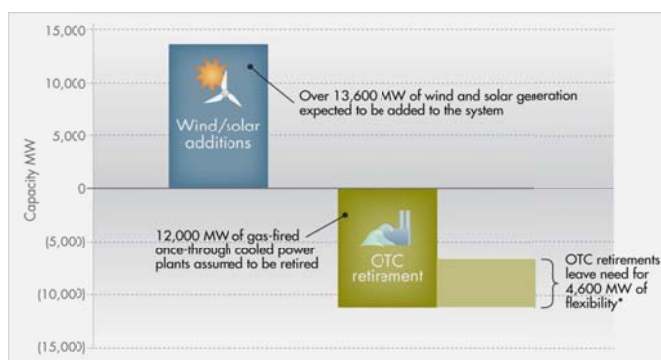 15,000
10,000
5,000
0
(5,000)
(10,000)
(15,000)
Capacity MW
Wind/solar
additions
Over 13,600 MW of wind and solar generation
expected to be added to the system
12,000 MW of gas-fired
once-through cooled power
plants assumed to be retired
OTC
retirement
OTC retirements
leave need for
4,600 MW of
flexibility*